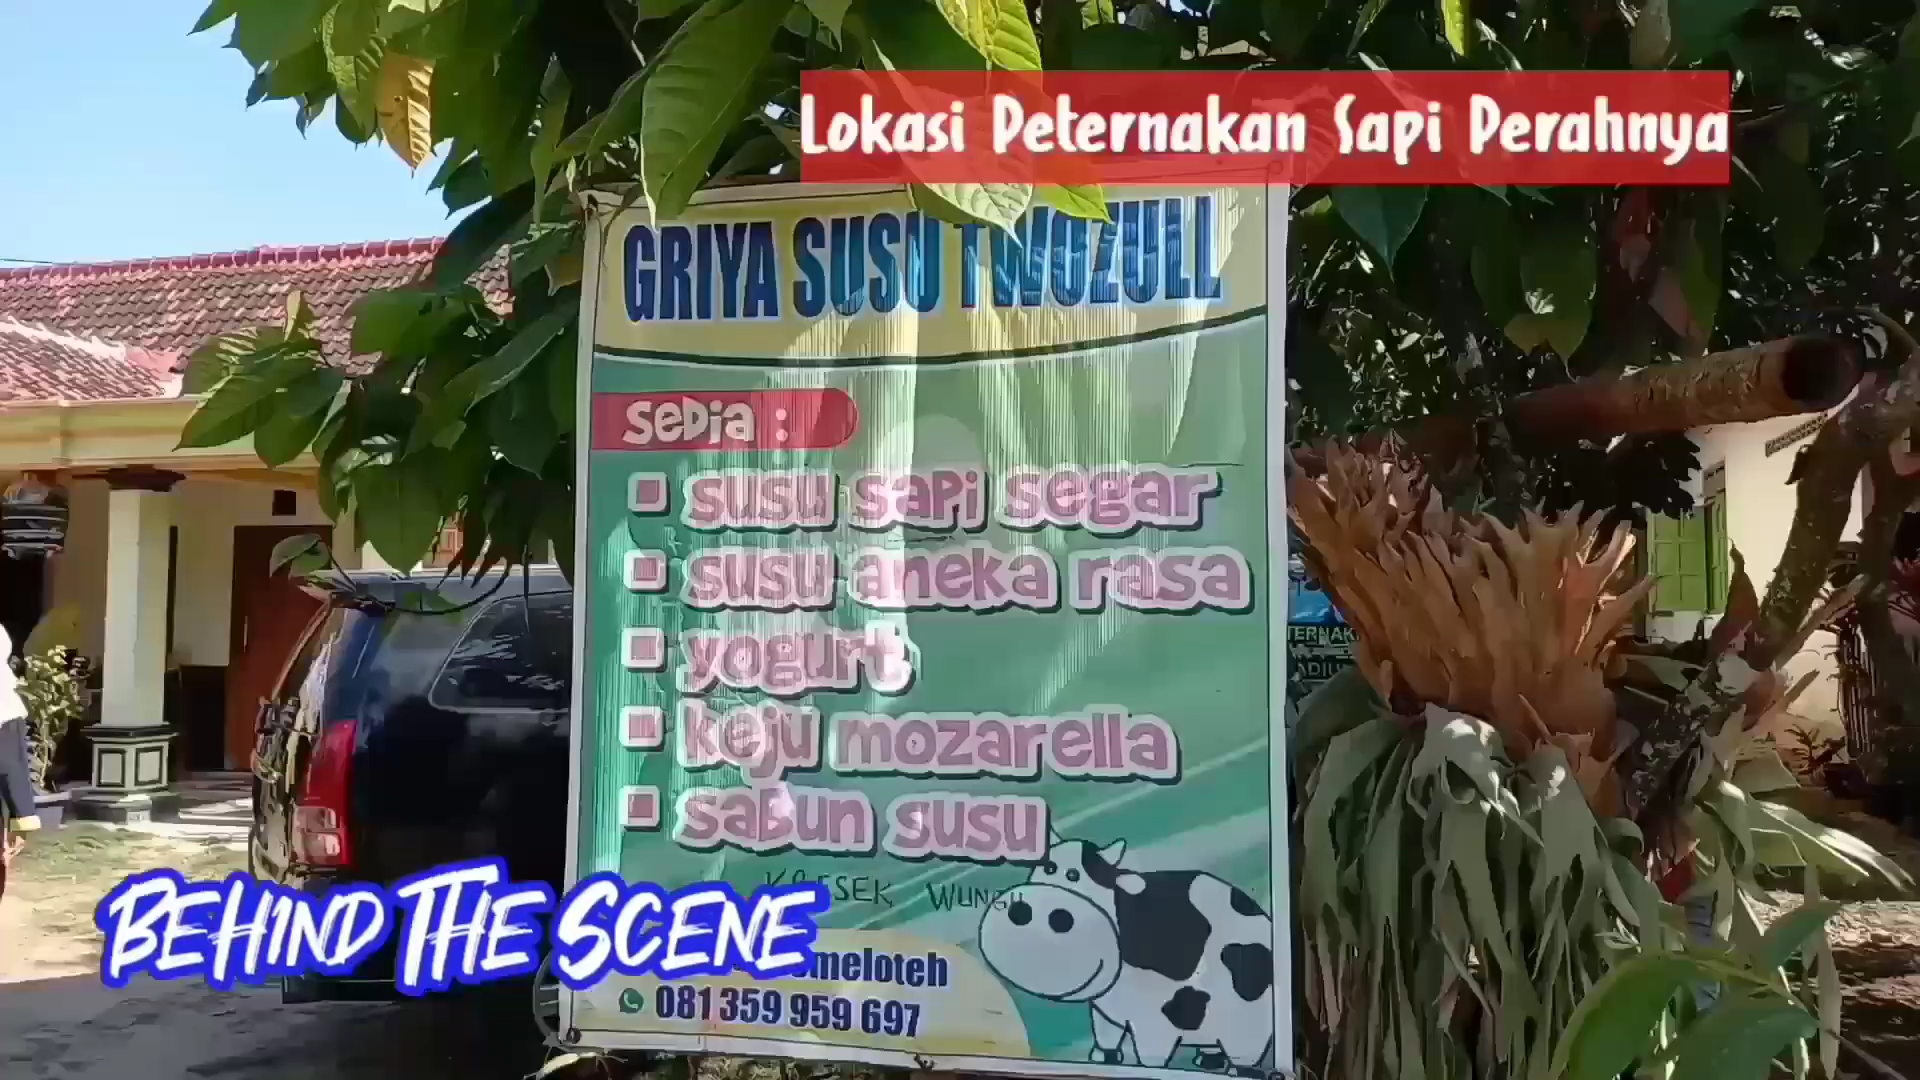 Lokasi Peternakan Sapi Perahnya
GRIYA SUSU TWOZULL
SEDIA :
susu sapi segar
susu aneka rasa
yogurt
keju mozarella
sabun susu
KRESEK WUNGU
BEHIND THE SCENE
081 359 959 697